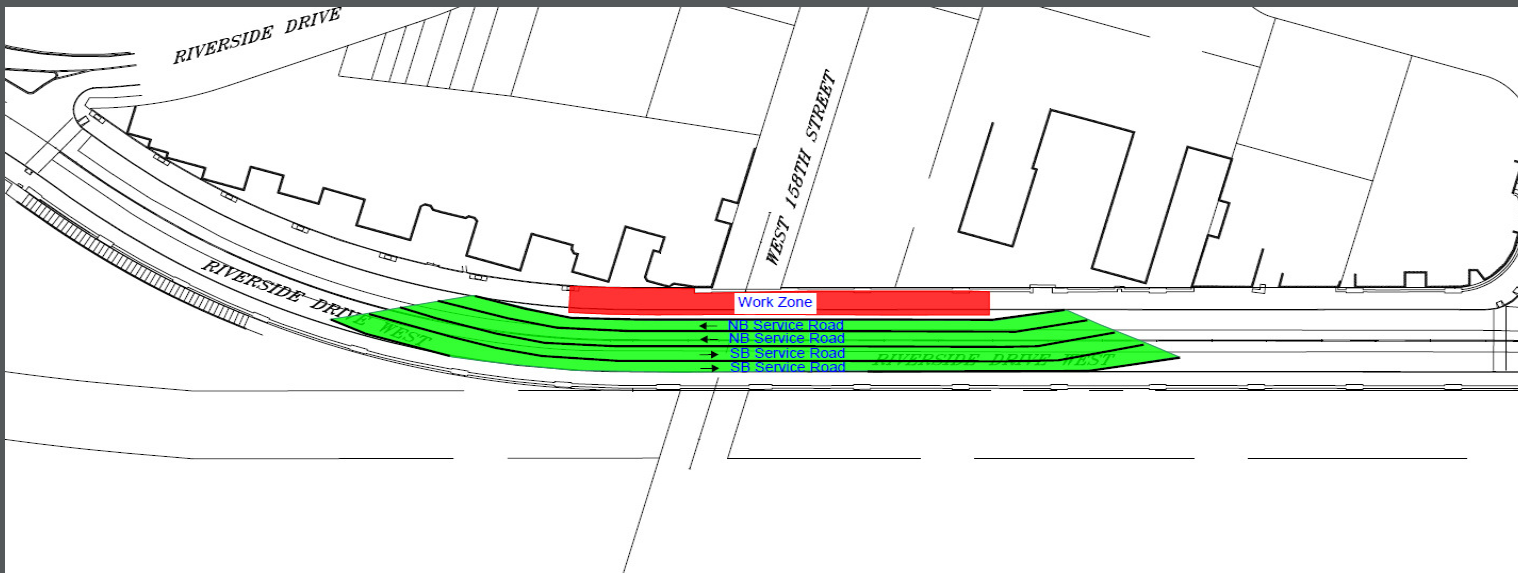 RIVERSIDE DRIVE
WEST 158TH STREET
RIVERSIDE DRIVE WEST
Work Zone
NB Service Road
NB Service Road
SB Service Road
RIVERSIDE DRIVE WEST
SB Service Road